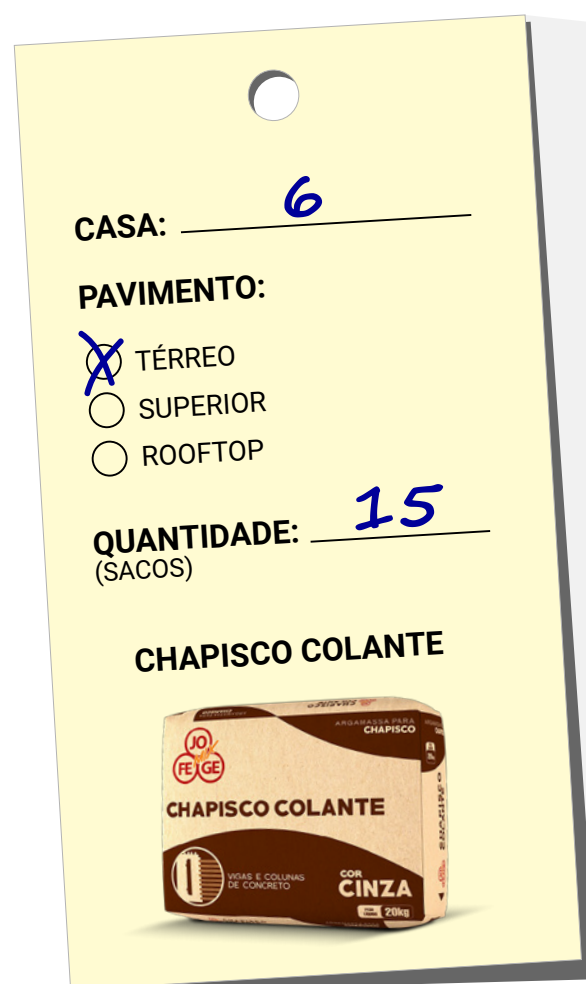 CASA: 6
PAVIMENTO:
X TÉRREO
SUPERIOR
ROOFTOP
QUANTIDADE: 15
(SACOS)
CHAPISCO COLANTE
ARGAMASSA PARA
CHAPISCO
JO
FE GE
CHAPISCO COLANTE
VIGAS E COLUNAS
DE CONCRETO
COR
CINZA
20kg